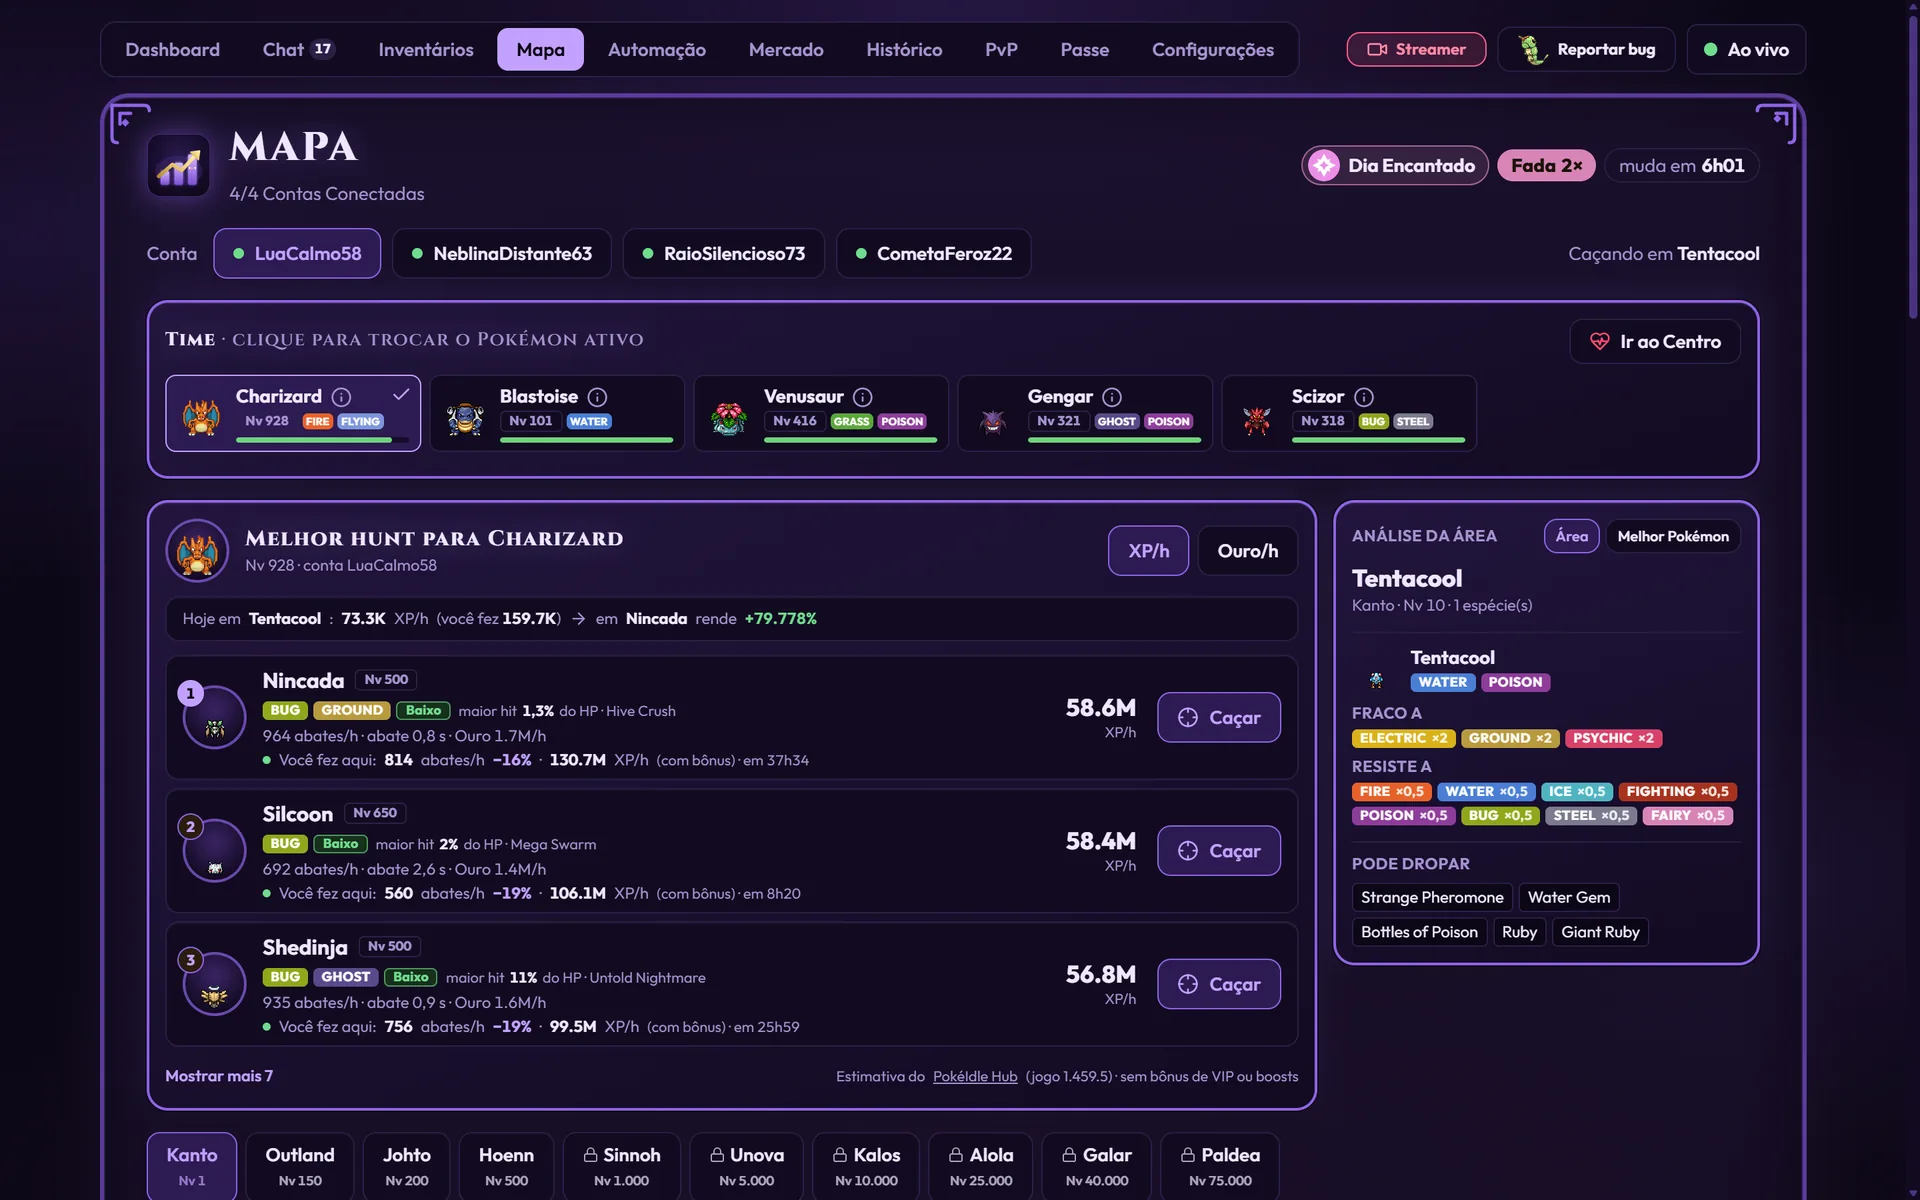 Dashboard
Chat 17
Inventários
Mapa
Automação
Mercado
Histórico
PvP
Passe
Configurações
Streamer
Reportar bug
Ao vivo
MAPA
4/4 Contas Conectadas
Dia Encantado
Fada 2×
muda em 6h01
Conta
LuaCalmo58
NeblinaDistante63
RaioSilencioso73
CometaFeroz22
Caçando em Tentacool
Time · clique para trocar o Pokémon ativo
Ir ao Centro
Charizard
Nv 928 FIRE FLYING
Blastoise
Nv 101 WATER
Venusaur
Nv 416 GRASS POISON
Gengar
Nv 321 GHOST POISON
Scizor
Nv 318 BUG STEEL
Melhor hunt para Charizard
Nv 928 · conta LuaCalmo58
XP/h
Ouro/h
Hoje em Tentacool : 73.3K XP/h (você fez 159.7K) → em Nincada rende +79.778%
1
Nincada Nv 500
BUG GROUND Baixo maior hit 1,3% do HP · Hive Crush
964 abates/h · abate 0,8 s · Ouro 1.7M/h
Você fez aqui: 814 abates/h −16% · 130.7M XP/h (com bônus) · em 37h34
58.6M
XP/h
Caçar
2
Silcoon Nv 650
BUG Baixo maior hit 2% do HP · Mega Swarm
692 abates/h · abate 2,6 s · Ouro 1.4M/h
Você fez aqui: 560 abates/h −19% · 106.1M XP/h (com bônus) · em 8h20
58.4M
XP/h
Caçar
3
Shedinja Nv 500
BUG GHOST Baixo maior hit 11% do HP · Untold Nightmare
935 abates/h · abate 0,9 s · Ouro 1.6M/h
Você fez aqui: 756 abates/h −19% · 99.5M XP/h (com bônus) · em 25h59
56.8M
XP/h
Caçar
Mostrar mais 7
Estimativa do PokéIdle Hub (jogo 1.459.5) · sem bônus de VIP ou boosts
ANÁLISE DA ÁREA
Área
Melhor Pokémon
Tentacool
Kanto · Nv 10 · 1 espécie(s)
Tentacool
WATER POISON
FRACO A
ELECTRIC ×2 GROUND ×2 PSYCHIC ×2
RESISTE A
FIRE ×0,5 WATER ×0,5 ICE ×0,5 FIGHTING ×0,5
POISON ×0,5 BUG ×0,5 STEEL ×0,5 FAIRY ×0,5
PODE DROPAR
Strange Pheromone Water Gem
Bottles of Poison Ruby Giant Ruby
Kanto
Nv 1
Outland
Nv 150
Johto
Nv 200
Hoenn
Nv 500
Sinnoh
Nv 1.000
Unova
Nv 5.000
Kalos
Nv 10.000
Alola
Nv 25.000
Galar
Nv 40.000
Paldea
Nv 75.000